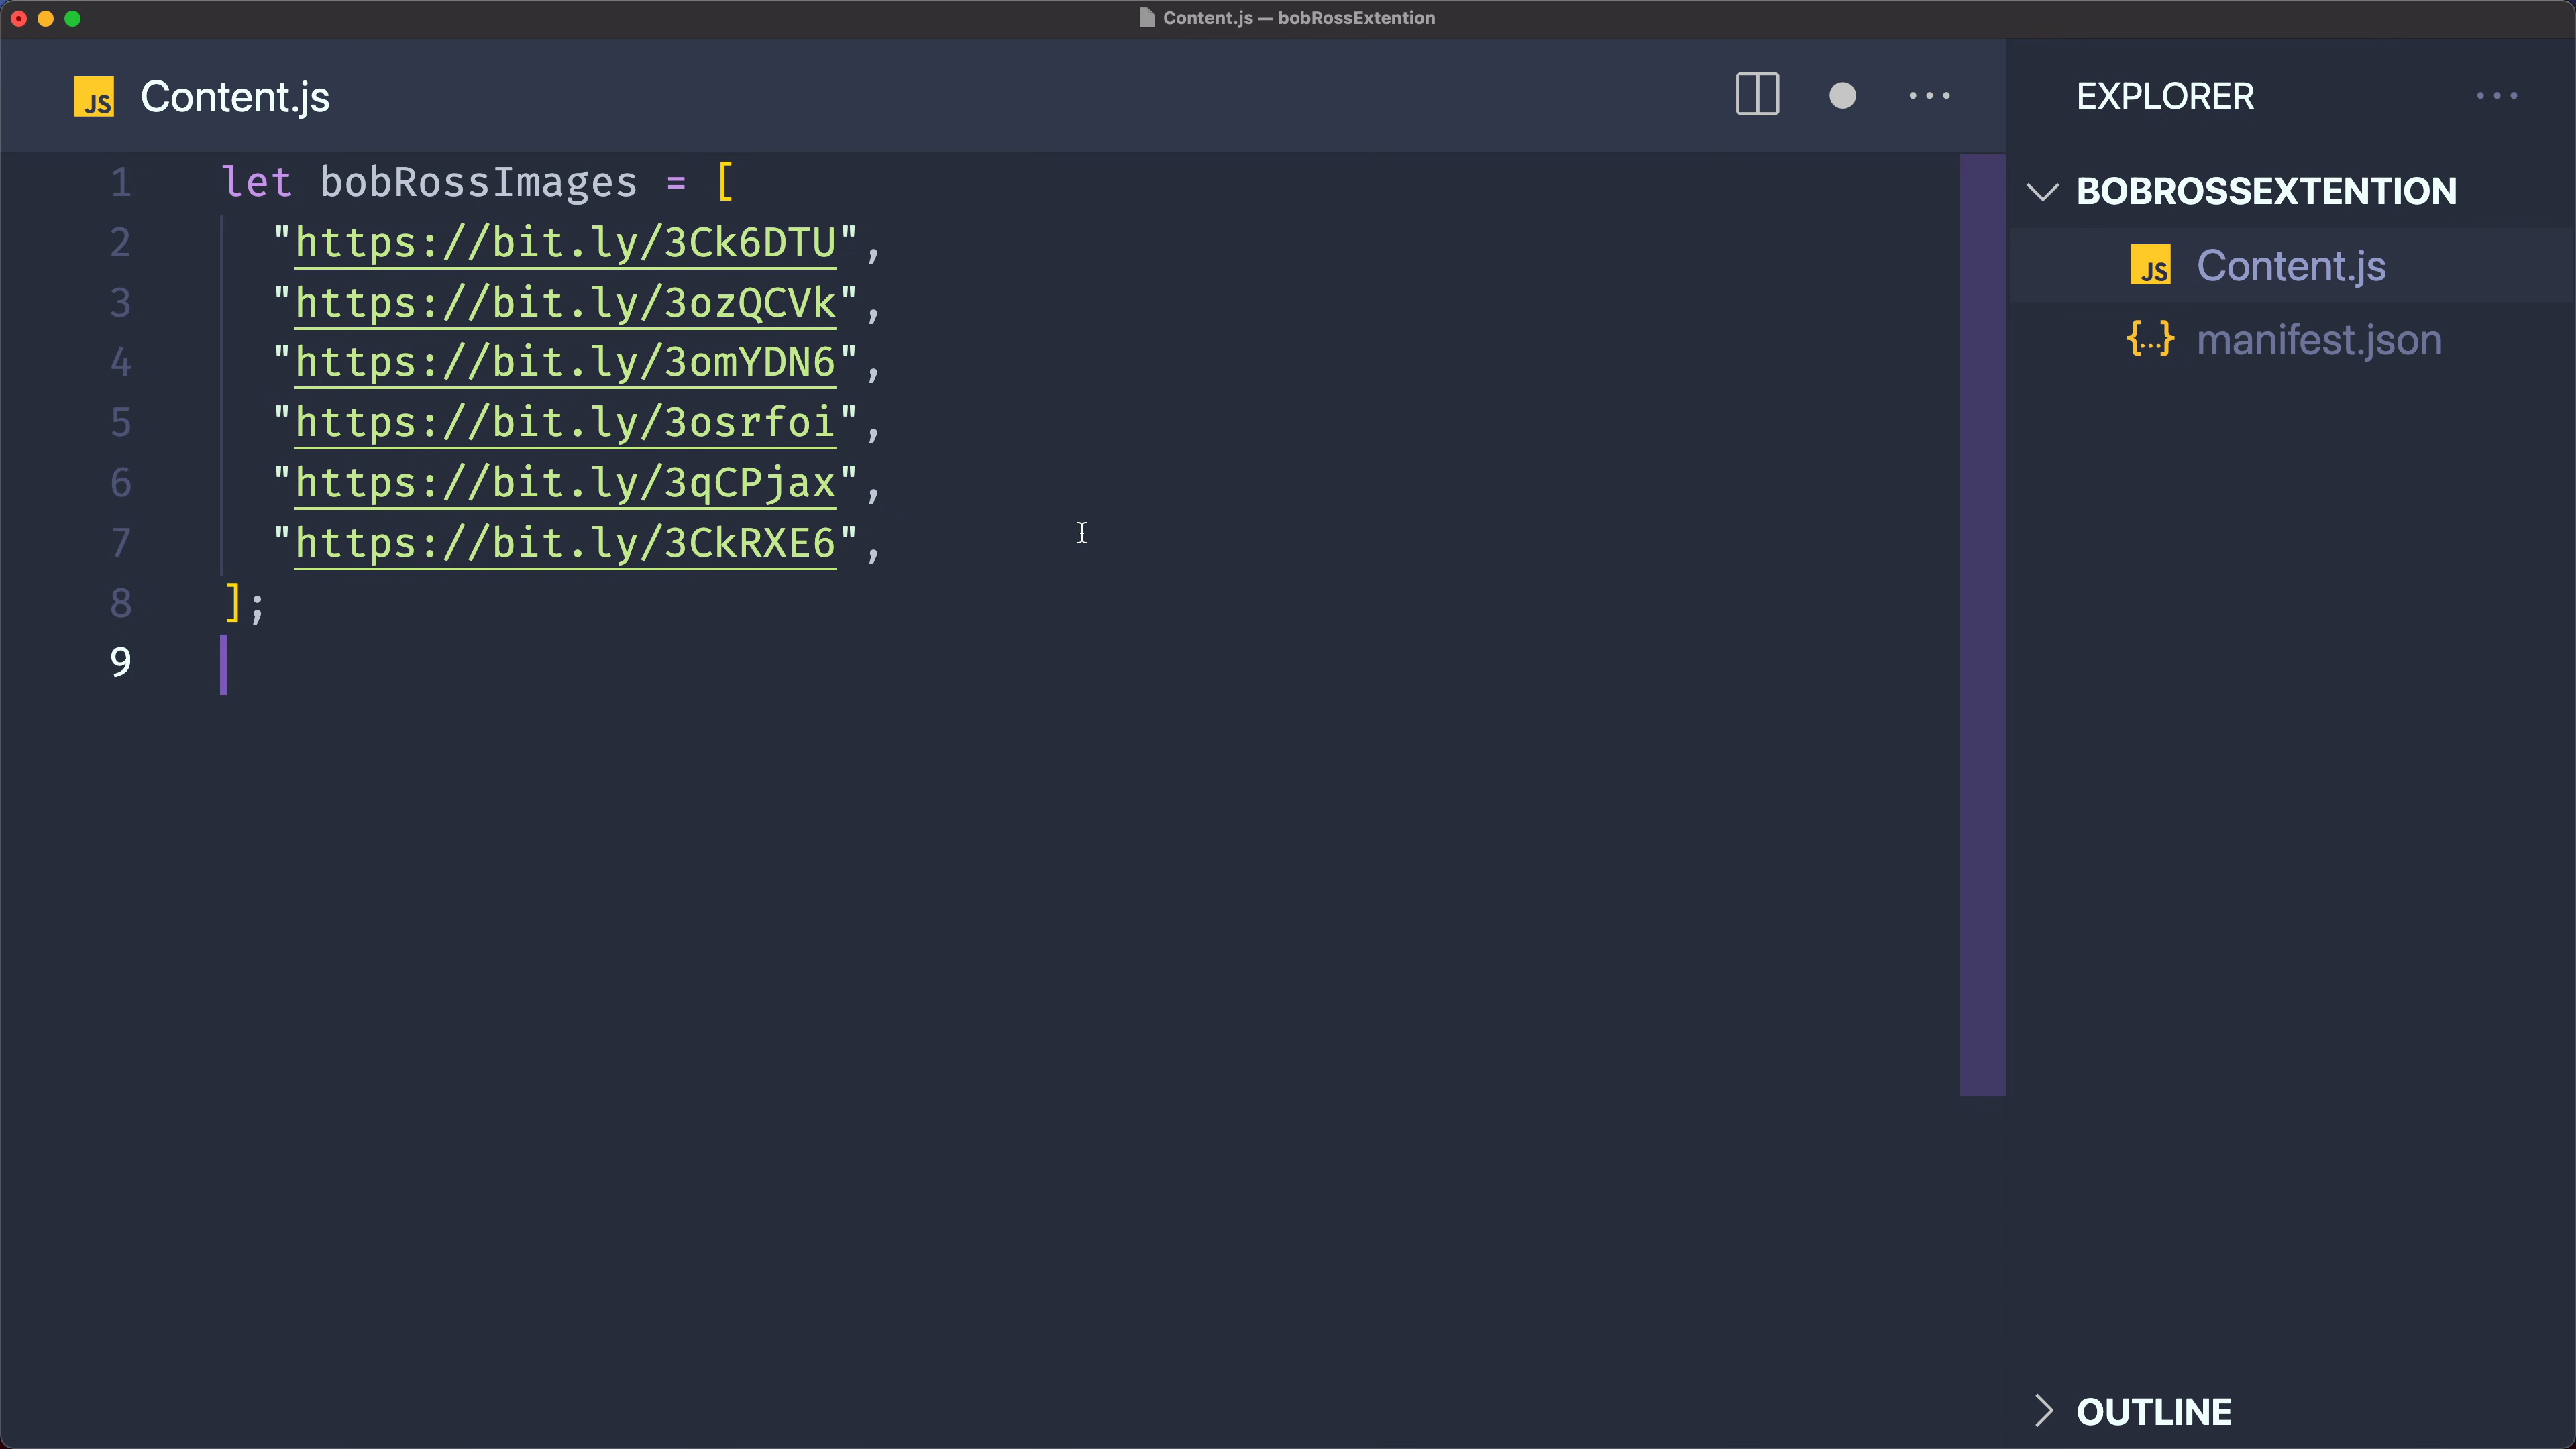 Content.js — bobRossExtention
JS Content.js
EXPLORER
1 let bobRossImages = [
2 "https://bit.ly/3Ck6DTU",
3 "https://bit.ly/3ozQCVk",
4 "https://bit.ly/3omYDN6",
5 "https://bit.ly/3osrfoi",
6 "https://bit.ly/3qCPjax",
7 "https://bit.ly/3CkRXE6",
8 ];
9
BOBROSSEXTENTION
JS Content.js
{...} manifest.json
OUTLINE